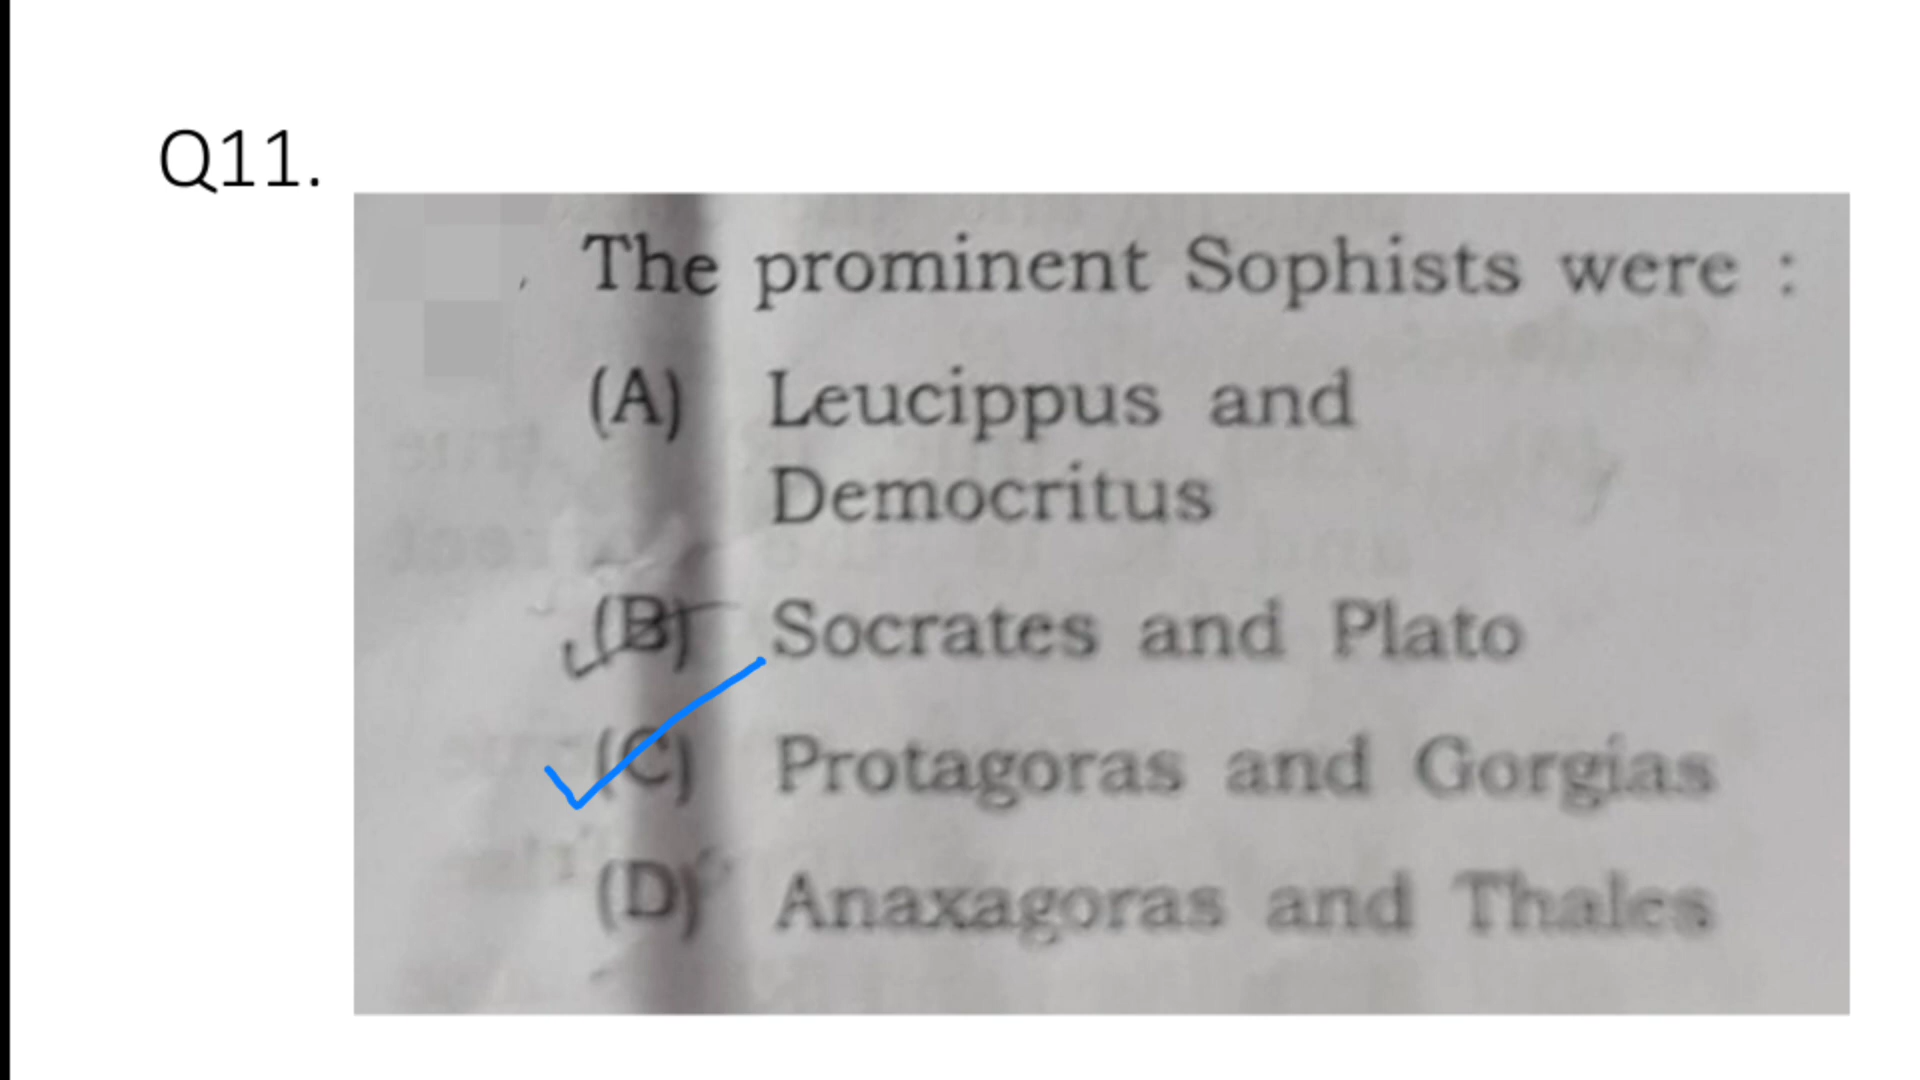 Q11.
The prominent Sophists were :
(A) Leucippus and
Democritus
(B) Socrates and Plato
(C) Protagoras and Gorgias
(D) Anaxagoras and Thales